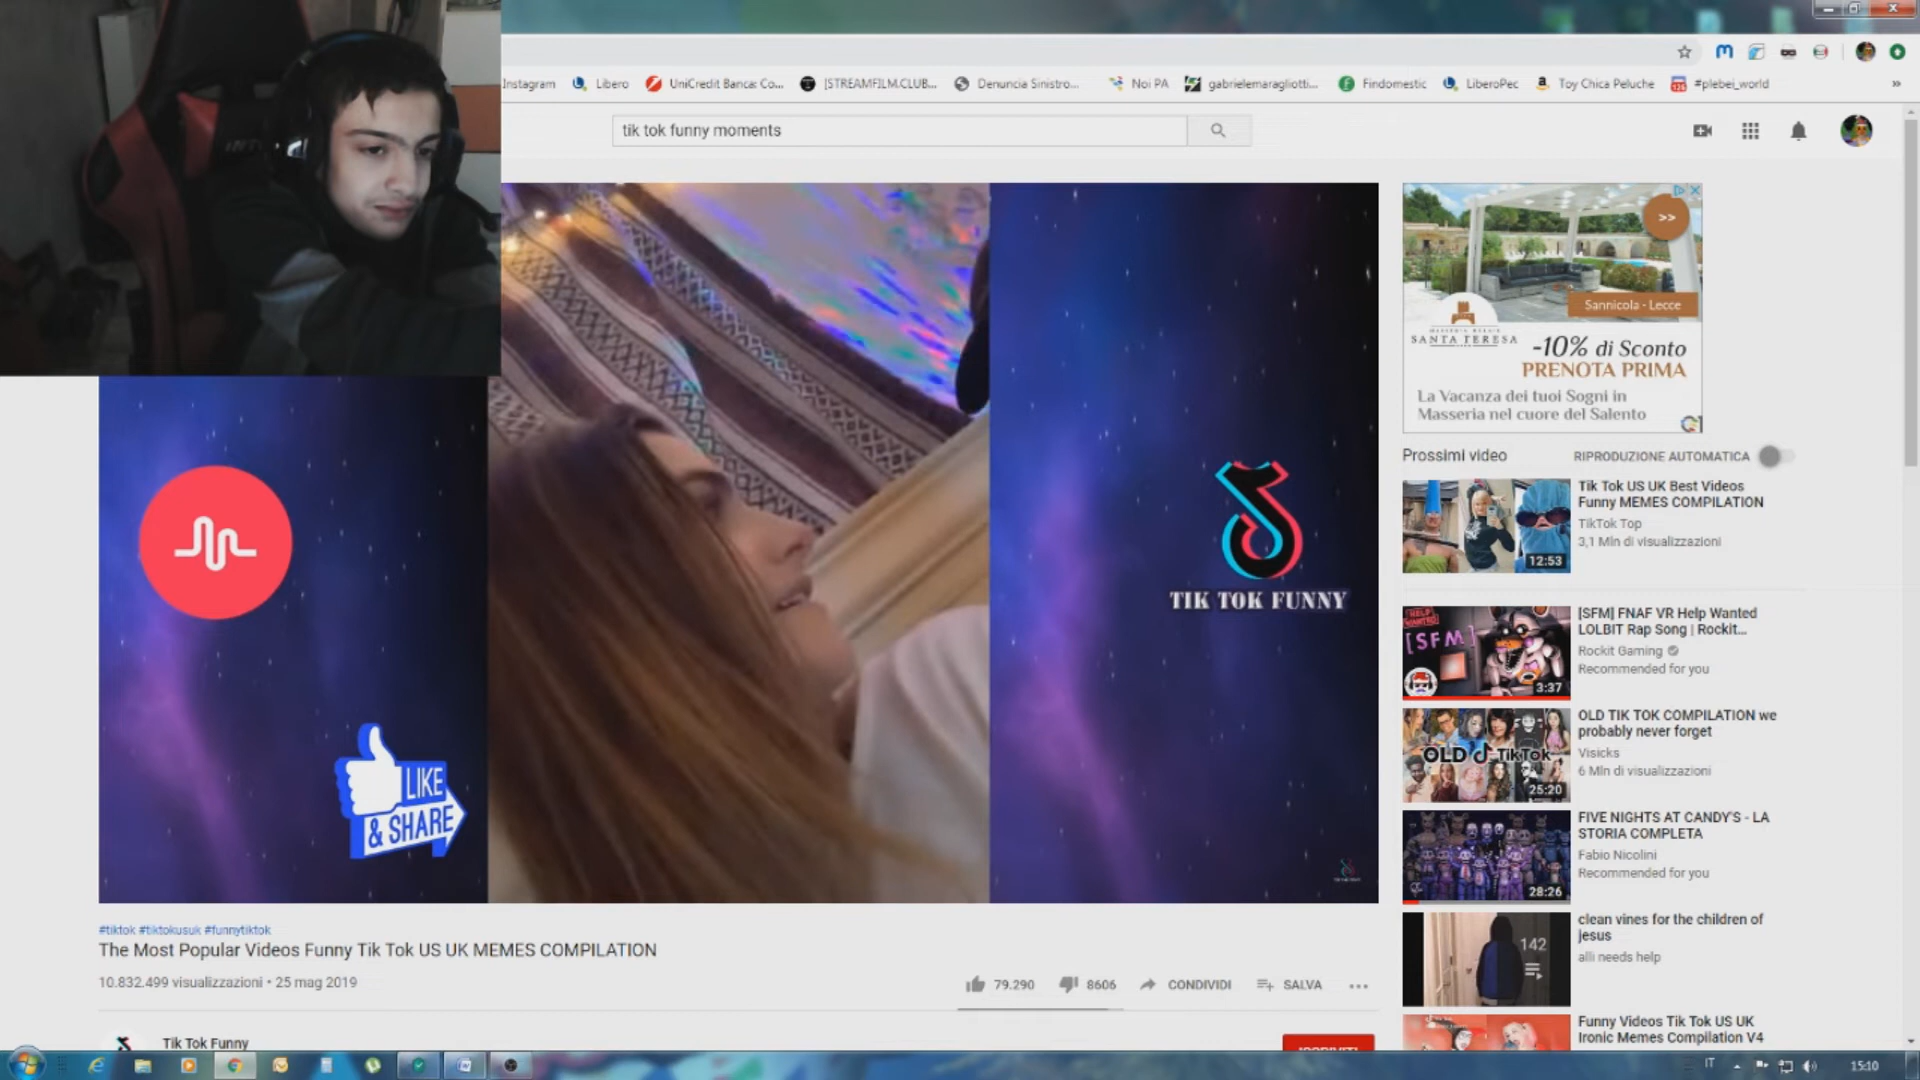 Instagram
Libero
UniCredit Banca: Co...
[STREAMFILM.CLUB...
Denuncia Sinistro...
Noi PA
gabrielemaragliotti...
Findomestic
LiberoPec
Toy Chica Peluche
#plebei_world
»
tik tok funny moments
>>
Sannicola - Lecce
SANTA TERESA
-10% di Sconto
PRENOTA PRIMA
La Vacanza dei tuoi Sogni in
Masseria nel cuore del Salento
LIKE
& SHARE
TIK TOK FUNNY
Prossimi video
RIPRODUZIONE AUTOMATICA
Tik Tok US UK Best Videos
Funny MEMES COMPILATION
TikTok Top
3,1 Mln di visualizzazioni
12:53
[SFM]
[SFM] FNAF VR Help Wanted
LOLBIT Rap Song | Rockit...
Rockit Gaming
Recommended for you
3:37
OLD TikTok
OLD TIK TOK COMPILATION we
probably never forget
Visicks
6 Mln di visualizzazioni
25:20
FIVE NIGHTS AT CANDY'S - LA
STORIA COMPLETA
Fabio Nicolini
Recommended for you
28:26
clean vines for the children of
jesus
alli needs help
142
Funny Videos Tik Tok US UK
Ironic Memes Compilation V4
#tiktok #tiktokusuk #funnytiktok
The Most Popular Videos Funny Tik Tok US UK MEMES COMPILATION
10.832.499 visualizzazioni • 25 mag 2019
79.290
8606
CONDIVIDI
SALVA
Tik Tok Funny
ISCRIVITI
IT
15:10